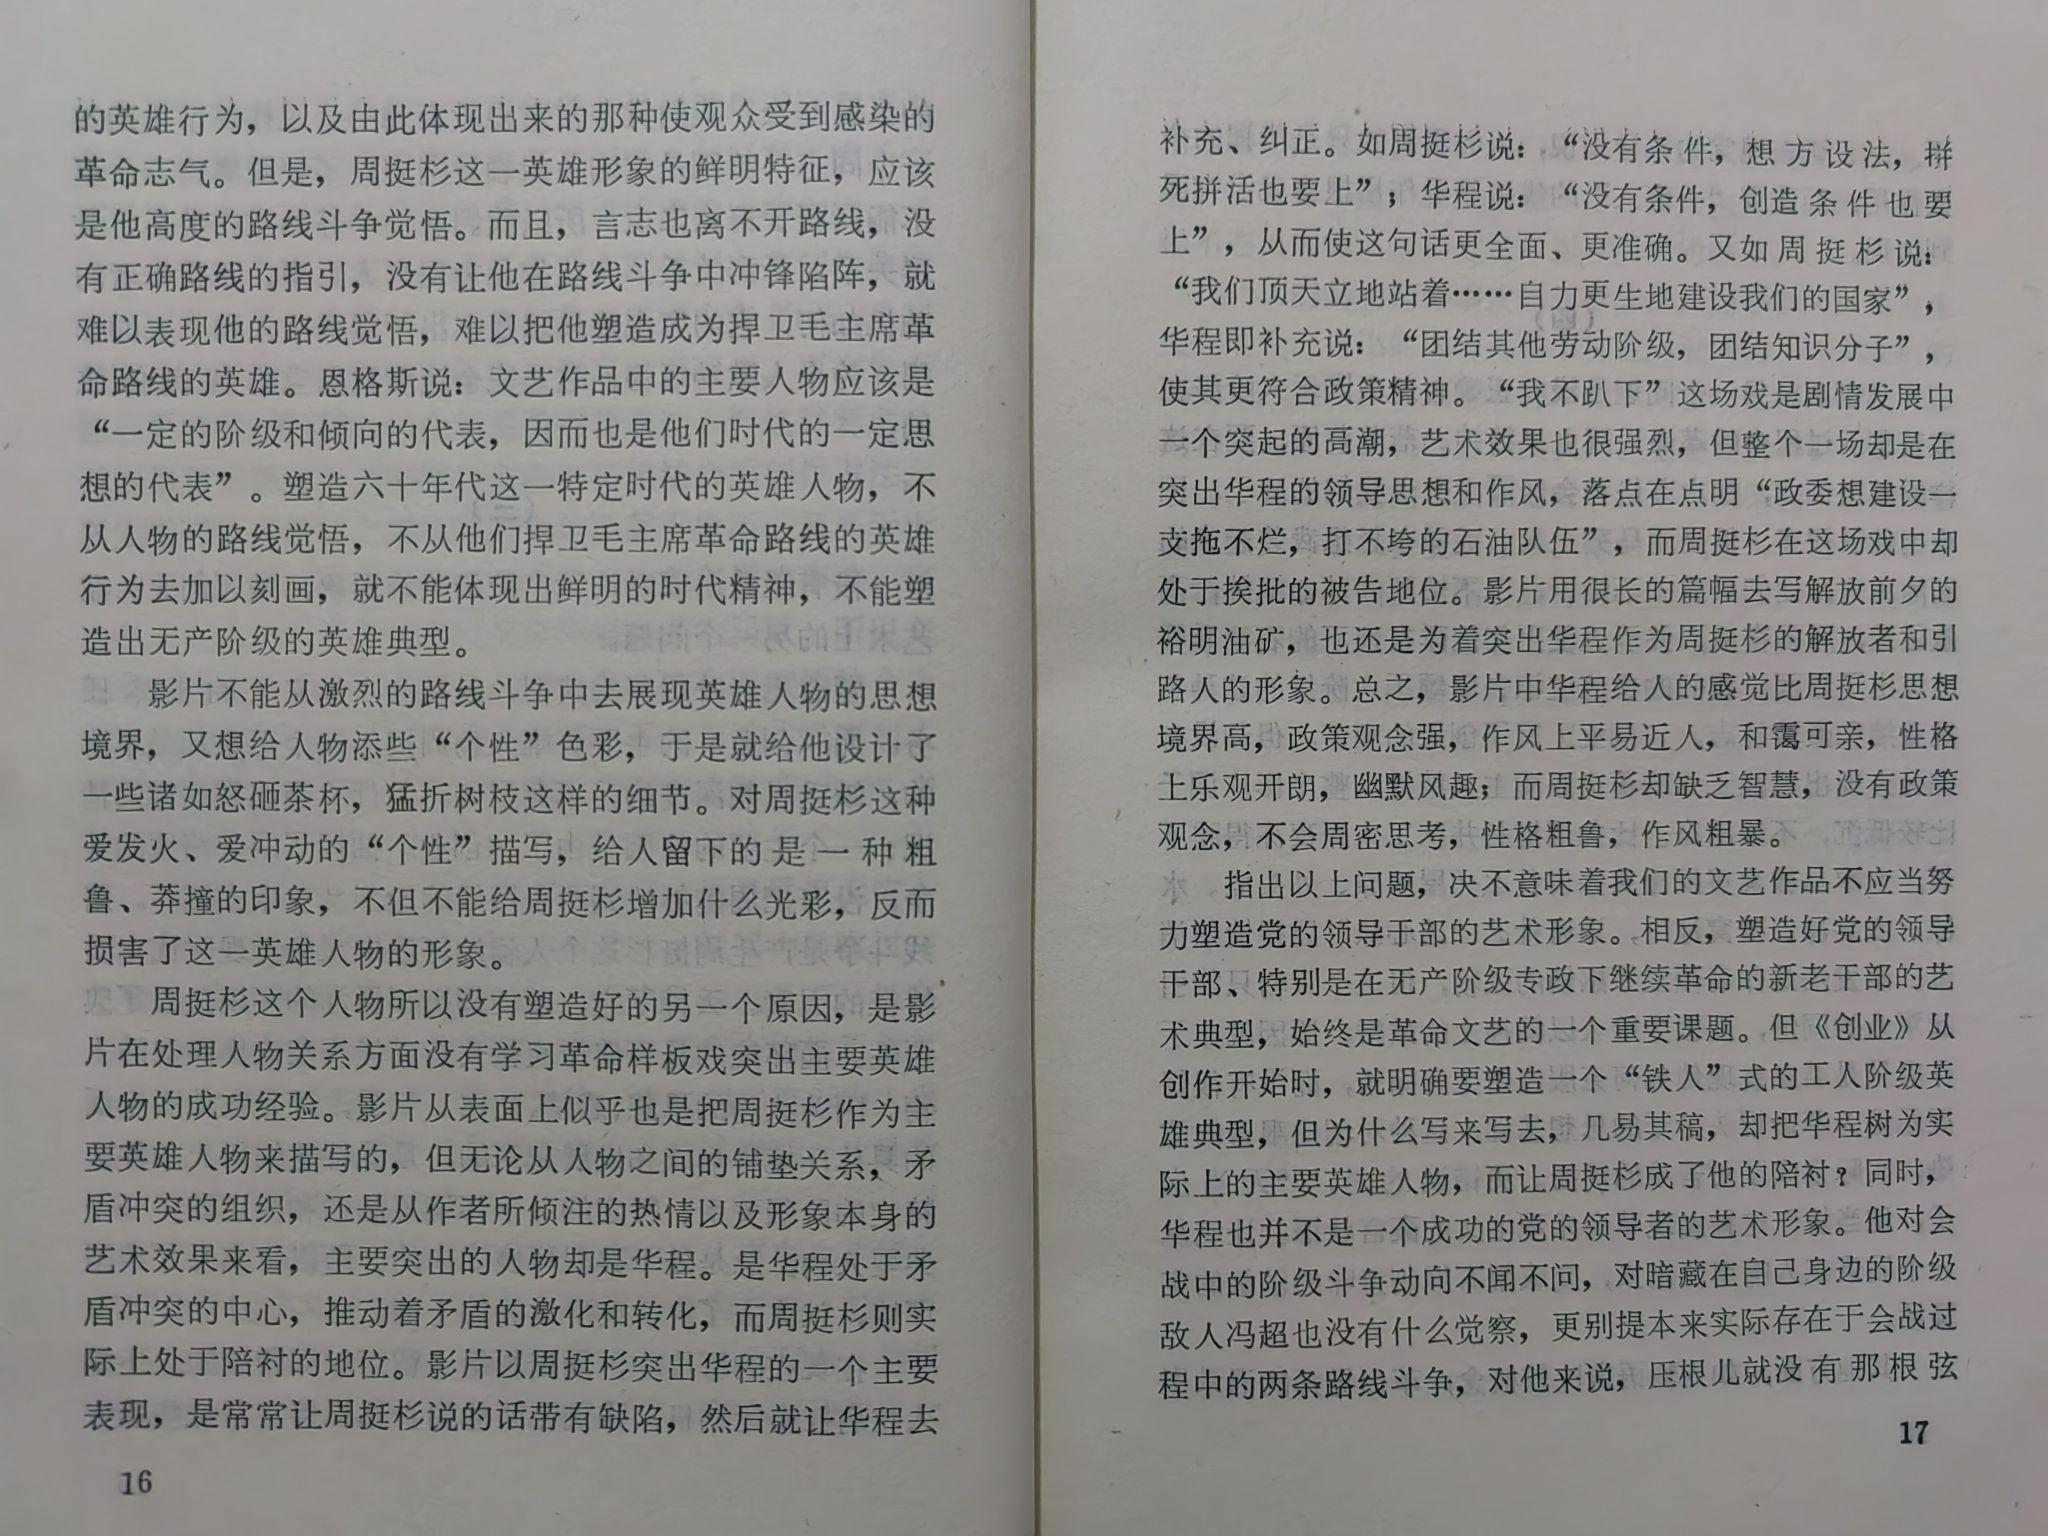 的英雄行为，以及由此体现出来的那种使观众受到感染的
革命志气。但是，周挺杉这一英雄形象的鲜明特征，应该
是他高度的路线斗争觉悟。而且，言志也离不开路线，没
有正确路线的指引，没有让他在路线斗争中冲锋陷阵，就
难以表现他的路线觉悟，难以把他塑造成为捍卫毛主席革
命路线的英雄。恩格斯说：文艺作品中的主要人物应该是
“一定的阶级和倾向的代表，因而也是他们时代的一定思
想的代表”。塑造六十年代这一特定时代的英雄人物，不
从人物的路线觉悟，不从他们捍卫毛主席革命路线的英雄
行为去加以刻画，就不能体现出鲜明的时代精神，不能塑
造出无产阶级的英雄典型。
影片不能从激烈的路线斗争中去展现英雄人物的思想
境界，又想给人物添些“个性”色彩，于是就给他设计了
一些诸如怒砸茶杯，猛折树枝这样的细节。对周挺杉这种
爱发火、爱冲动的“个性”描写，给人留下的是一种粗
鲁、莽撞的印象，不但不能给周挺杉增加什么光彩，反而
损害了这一英雄人物的形象。
周挺杉这个人物所以没有塑造好的另一个原因，是影
片在处理人物关系方面没有学习革命样板戏突出主要英雄
人物的成功经验。影片从表面上似乎也是把周挺杉作为主
要英雄人物来描写的，但无论从人物之间的铺垫关系，矛
盾冲突的组织，还是从作者所倾注的热情以及形象本身的
艺术效果来看，主要突出的人物却是华程。是华程处于矛
盾冲突的中心，推动着矛盾的激化和转化，而周挺杉则实
际上处于陪衬的地位。影片以周挺杉突出华程的一个主要
表现，是常常让周挺杉说的话带有缺陷，然后就让华程去
16
补充、纠正。如周挺杉说：“没有条件，想方设法，拼
死拼活也要上”；华程说：“没有条件，创造条件也要
上”，从而使这句话更全面、更准确。又如周挺杉说：
“我们顶天立地站着……自力更生地建设我们的国家”，
华程即补充说：“团结其他劳动阶级，团结知识分子”，
使其更符合政策精神。“我不趴下”这场戏是剧情发展中
一个突起的高潮，艺术效果也很强烈，但整个一场却是在
突出华程的领导思想和作风，落点在点明“政委想建设一
支拖不烂，打不垮的石油队伍”，而周挺杉在这场戏中却
处于挨批的被告地位。影片用很长的篇幅去写解放前夕的
裕明油矿，也还是为着突出华程作为周挺杉的解放者和引
路人的形象。总之，影片中华程给人的感觉比周挺杉思想
境界高，政策观念强，作风上平易近人，和霭可亲，性格
上乐观开朗，幽默风趣；而周挺杉却缺乏智慧，没有政策
观念，不会周密思考，性格粗鲁，作风粗暴。
指出以上问题，决不意味着我们的文艺作品不应当努
力塑造党的领导干部的艺术形象。相反，塑造好党的领导
干部、特别是在无产阶级专政下继续革命的新老干部的艺
术典型，始终是革命文艺的一个重要课题。但《创业》从
创作开始时，就明确要塑造一个“铁人”式的工人阶级英
雄典型，但为什么写来写去，几易其稿，却把华程树为实
际上的主要英雄人物，而让周挺杉成了他的陪衬？同时，
华程也并不是一个成功的党的领导者的艺术形象。他对会
战中的阶级斗争动向不闻不问，对暗藏在自己身边的阶级
敌人冯超也没有什么觉察，更别提本来实际存在于会战过
程中的两条路线斗争，对他来说，压根儿就没有那根弦
17